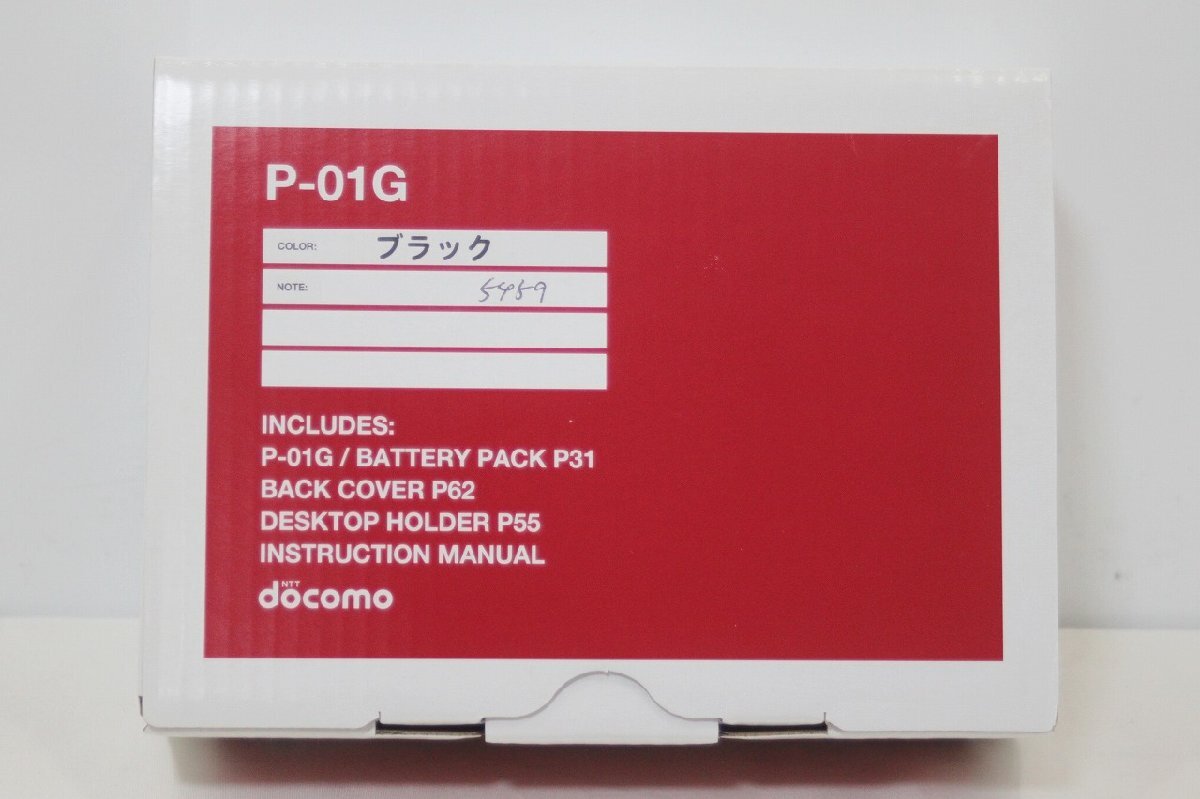 P-01G
COLOR: ブラック
NOTE: 5459
INCLUDES:
P-01G / BATTERY PACK P31
BACK COVER P62
DESKTOP HOLDER P55
INSTRUCTION MANUAL
NTT
döcomo